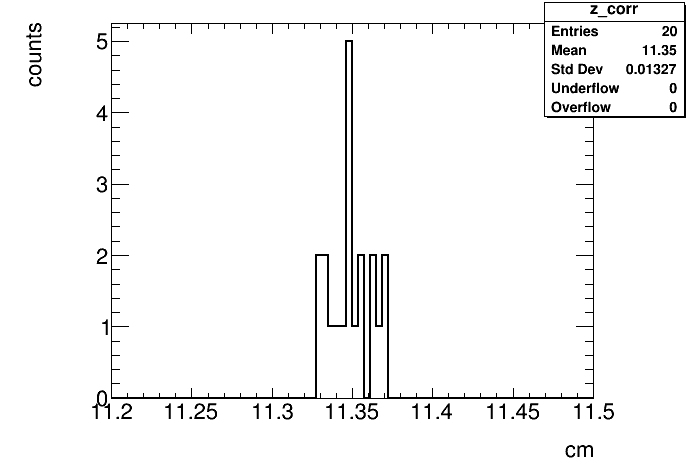 z_corr
Entries 20
Mean 11.35
Std Dev 0.01327
Underflow 0
Overflow 0
counts
5
4
3
2
1
0
11.2 11.25 11.3 11.35 11.4 11.45 11.5
cm